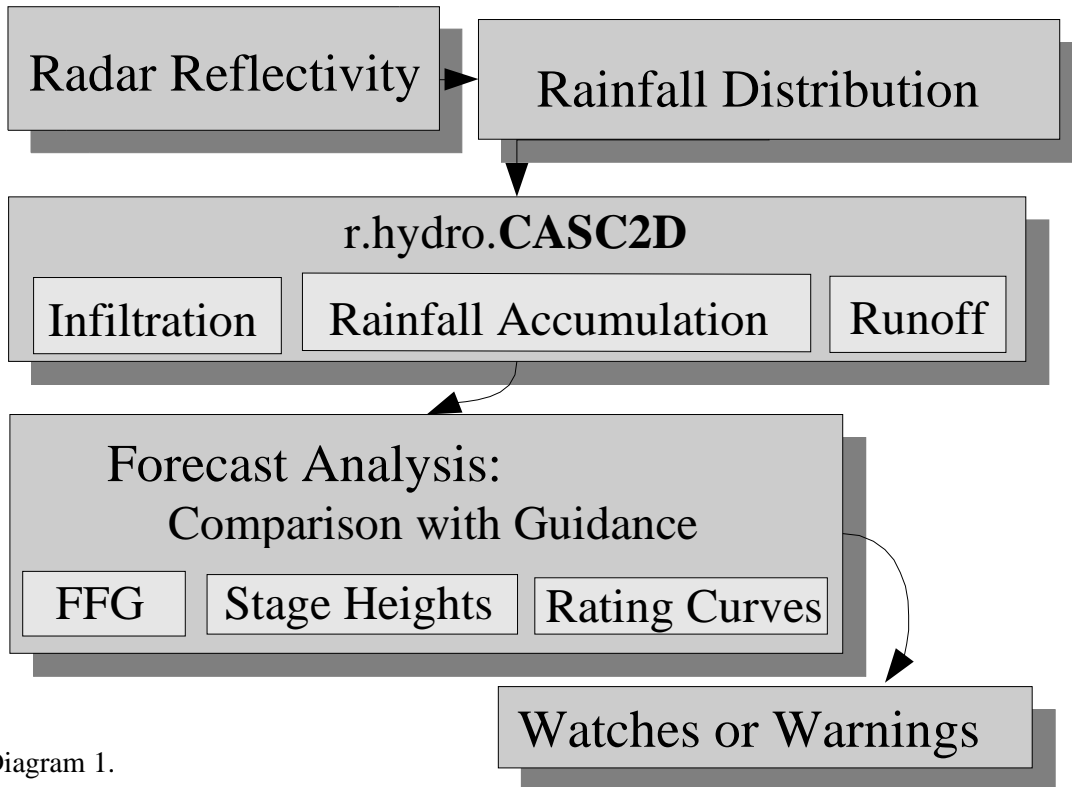 Radar Reflectivity
Rainfall Distribution
r.hydro.CASC2D
Infiltration
Rainfall Accumulation
Runoff
Forecast Analysis:
Comparison with Guidance
FFG
Stage Heights
Rating Curves
Watches or Warnings
Diagram 1.